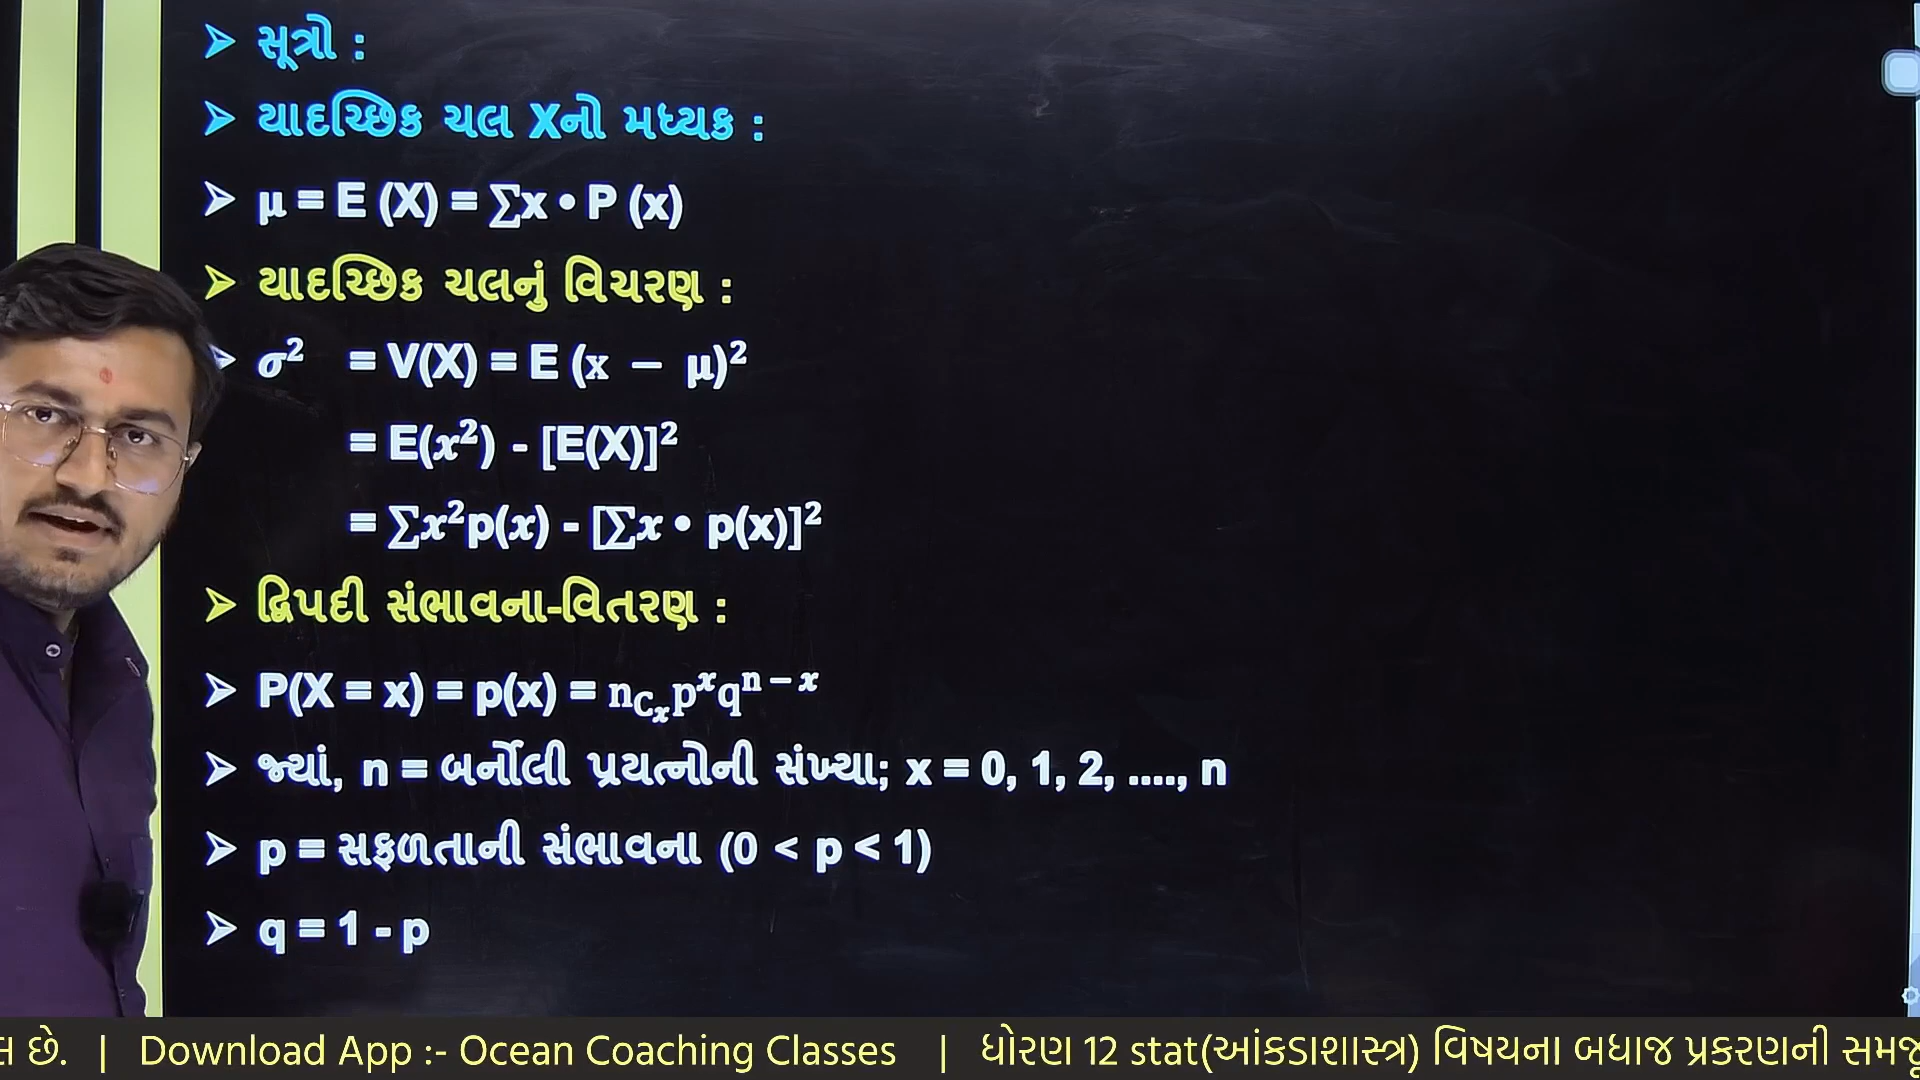 ➢ સૂત્રો :
➢ યાદચ્છિક ચલ Xનો મધ્યક :
➢ μ = E (X) = ∑x • P (x)
➢ યાદચ્છિક ચલનું વિચરણ :
➢ σ² = V(X) = E (x − μ)²
= E(x²) - [E(X)]²
= ∑x²p(x) - [∑x • p(x)]²
➢ દ્વિપદી સંભાવના-વિતરણ :
➢ P(X = x) = p(x) = n_{C_x}p^x q^{n − x}
➢ જ્યાં, n = બર્નોલી પ્રયત્નોની સંખ્યા; x = 0, 1, 2, ...., n
➢ p = સફળતાની સંભાવના (0 < p < 1)
➢ q = 1 - p
છે. | Download App :- Ocean Coaching Classes | ધોરણ 12 stat(આંકડાશાસ્ત્ર) વિષયના બધાજ પ્રકરણની